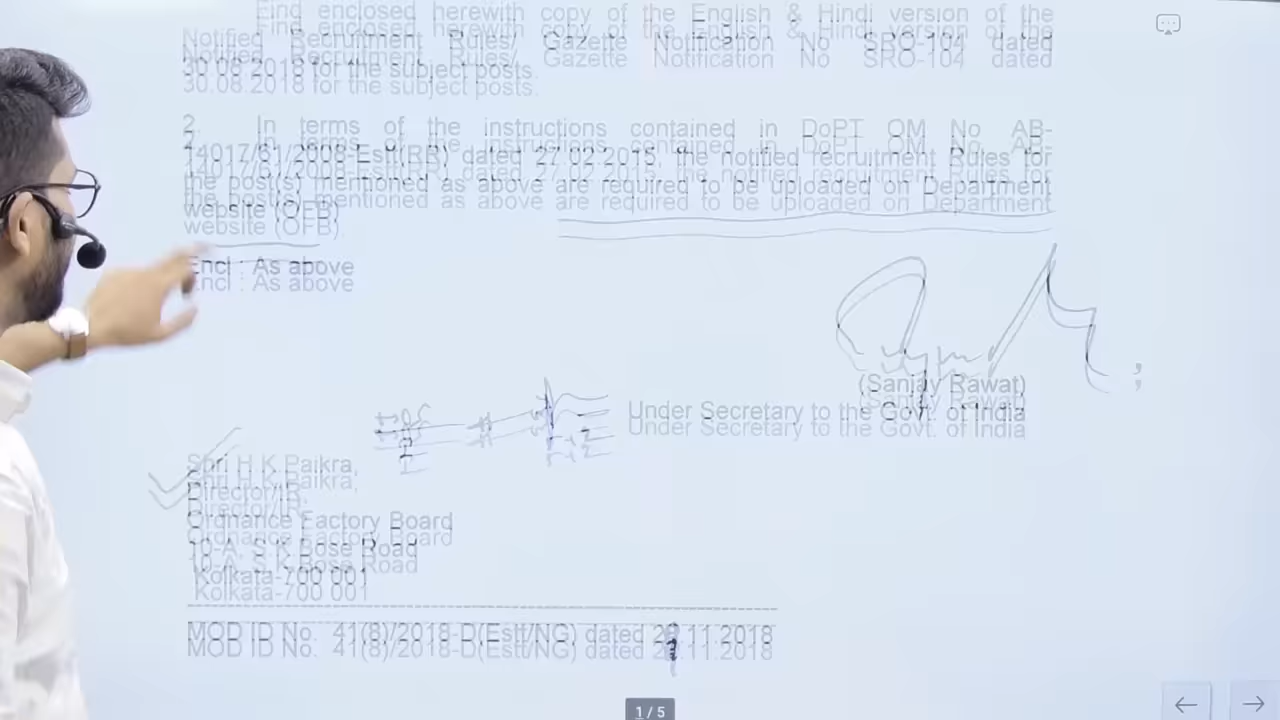 Find enclosed herewith copy of the English & Hindi version of the
Notified Recruitment Rules/ Gazette Notification No SRO-104 dated
30.08.2018 for the subject posts.
2. In terms of the instructions contained in DoPT OM No AB-
14017/61/2008-Estt(RR) dated 27.02.2015, the notified recruitment Rules for
the post(s) mentioned as above are required to be uploaded on Department
website (OFB)
Encl : As above
(Sanjay Rawat)
Under Secretary to the Govt. of India
Shri H K Paikra,
Director/IR,
Ordnance Factory Board
10-A, S K Bose Road
Kolkata-700 001
MOD ID No. 41(8)/2018-D(Estt/NG) dated .11.2018
1 / 5